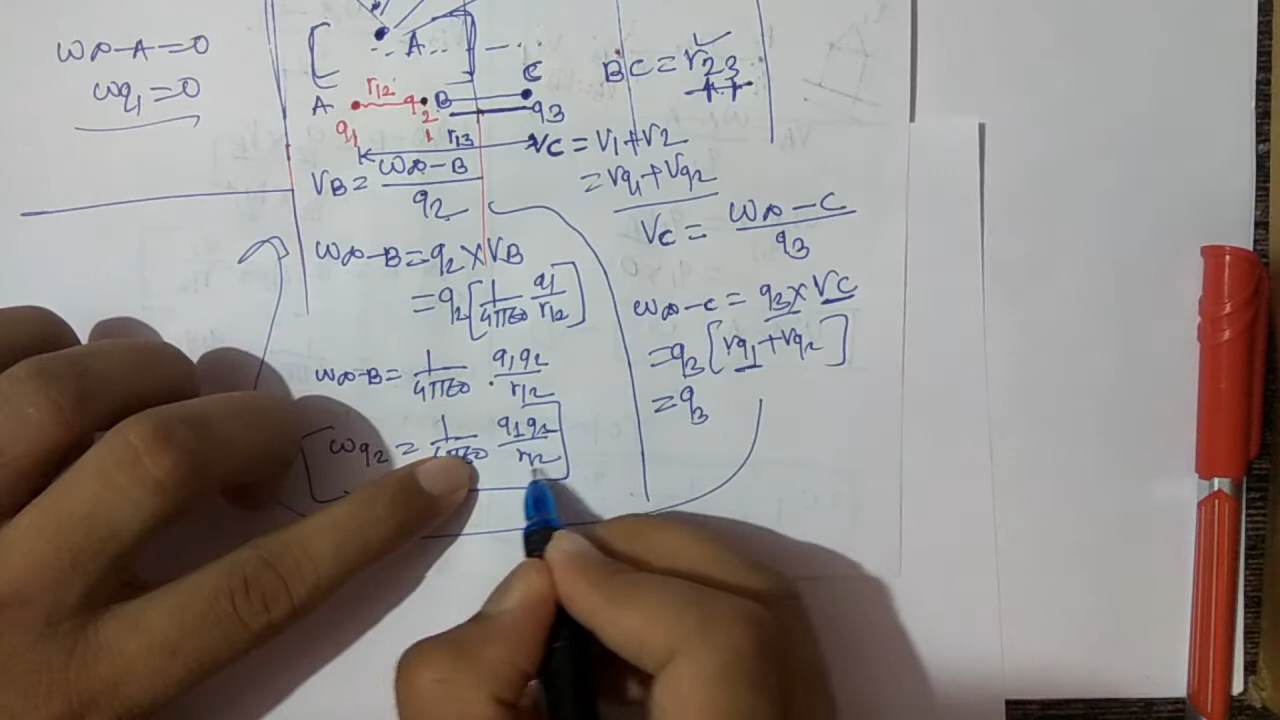 W∞-A=0
Wq₁=0
A
C
BC=r₂₃
A
r₁₂
q₂
B
q₁
q₃
r₁₃
VC=V₁+V₂
=Vq₁+Vq₂
VB=W∞-B/q₂
VC=W∞-C/q₃
W∞-B=q₂×VB
=q₂[1/4πε₀ q₁/r₁₂]
W∞-C=q₃×VC
=q₃[Vq₁+Vq₂]
=q₃
W∞-B=1/4πε₀·q₁q₂/r₁₂
[Wq₂=1/4πε₀ q₁q₂/r₁₂]